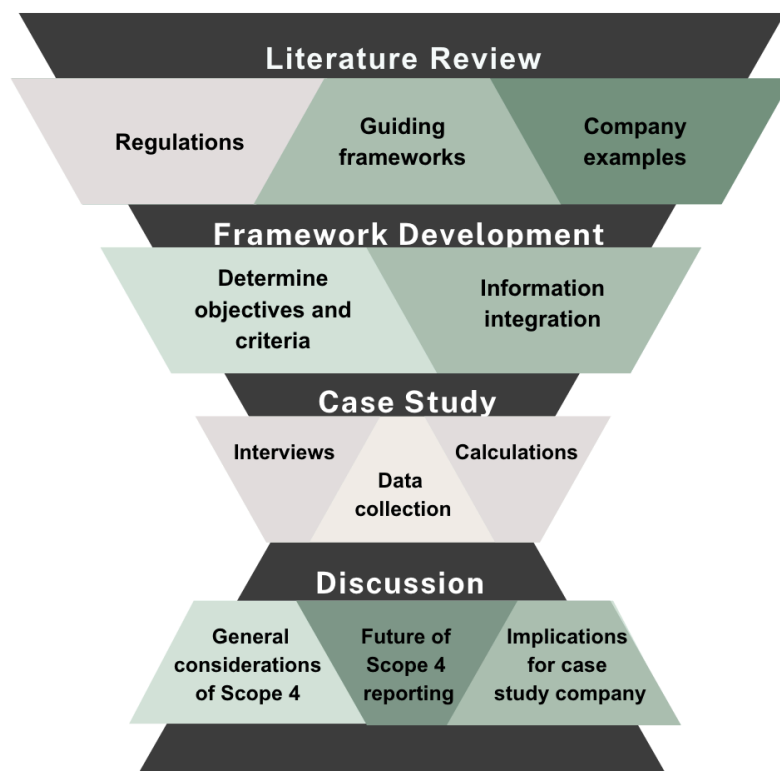 Literature Review
Regulations
Guiding
frameworks
Company
examples
Framework Development
Determine
objectives and
criteria
Information
integration
Case Study
Interviews
Data
collection
Calculations
Discussion
General
considerations
of Scope 4
Future of
Scope 4
reporting
Implications
for case
study company